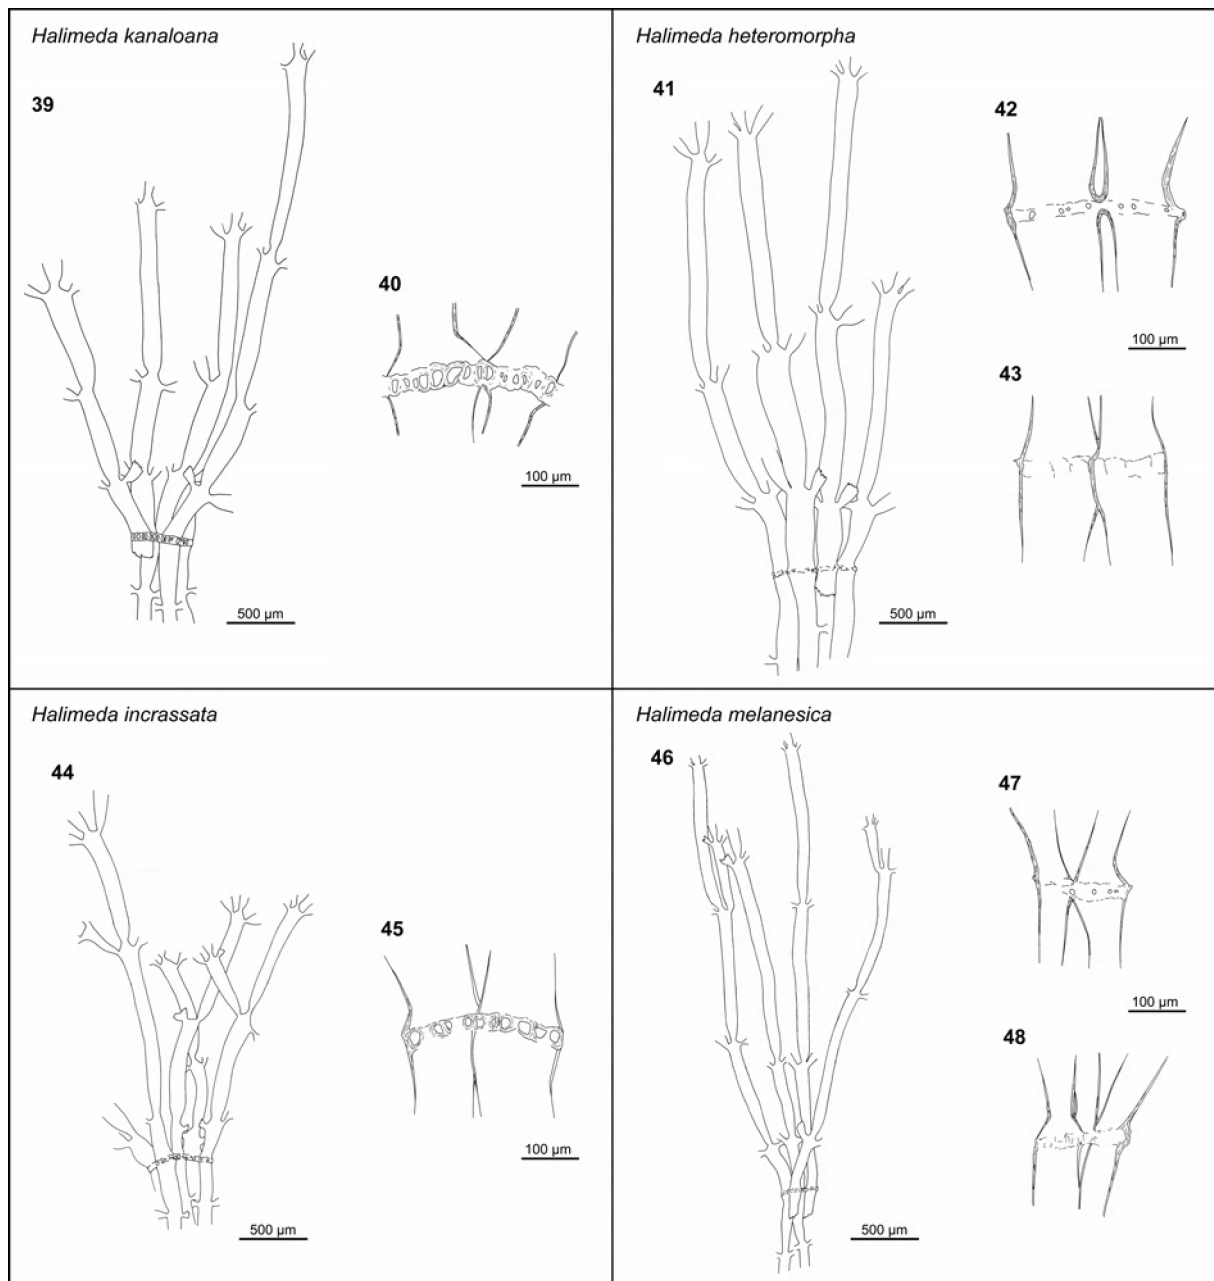 Halimeda kanaloana
39
40
100 µm
500 µm
Halimeda heteromorpha
41
42
100 µm
43
500 µm
Halimeda incrassata
44
45
100 µm
500 µm
Halimeda melanesica
46
47
100 µm
48
500 µm